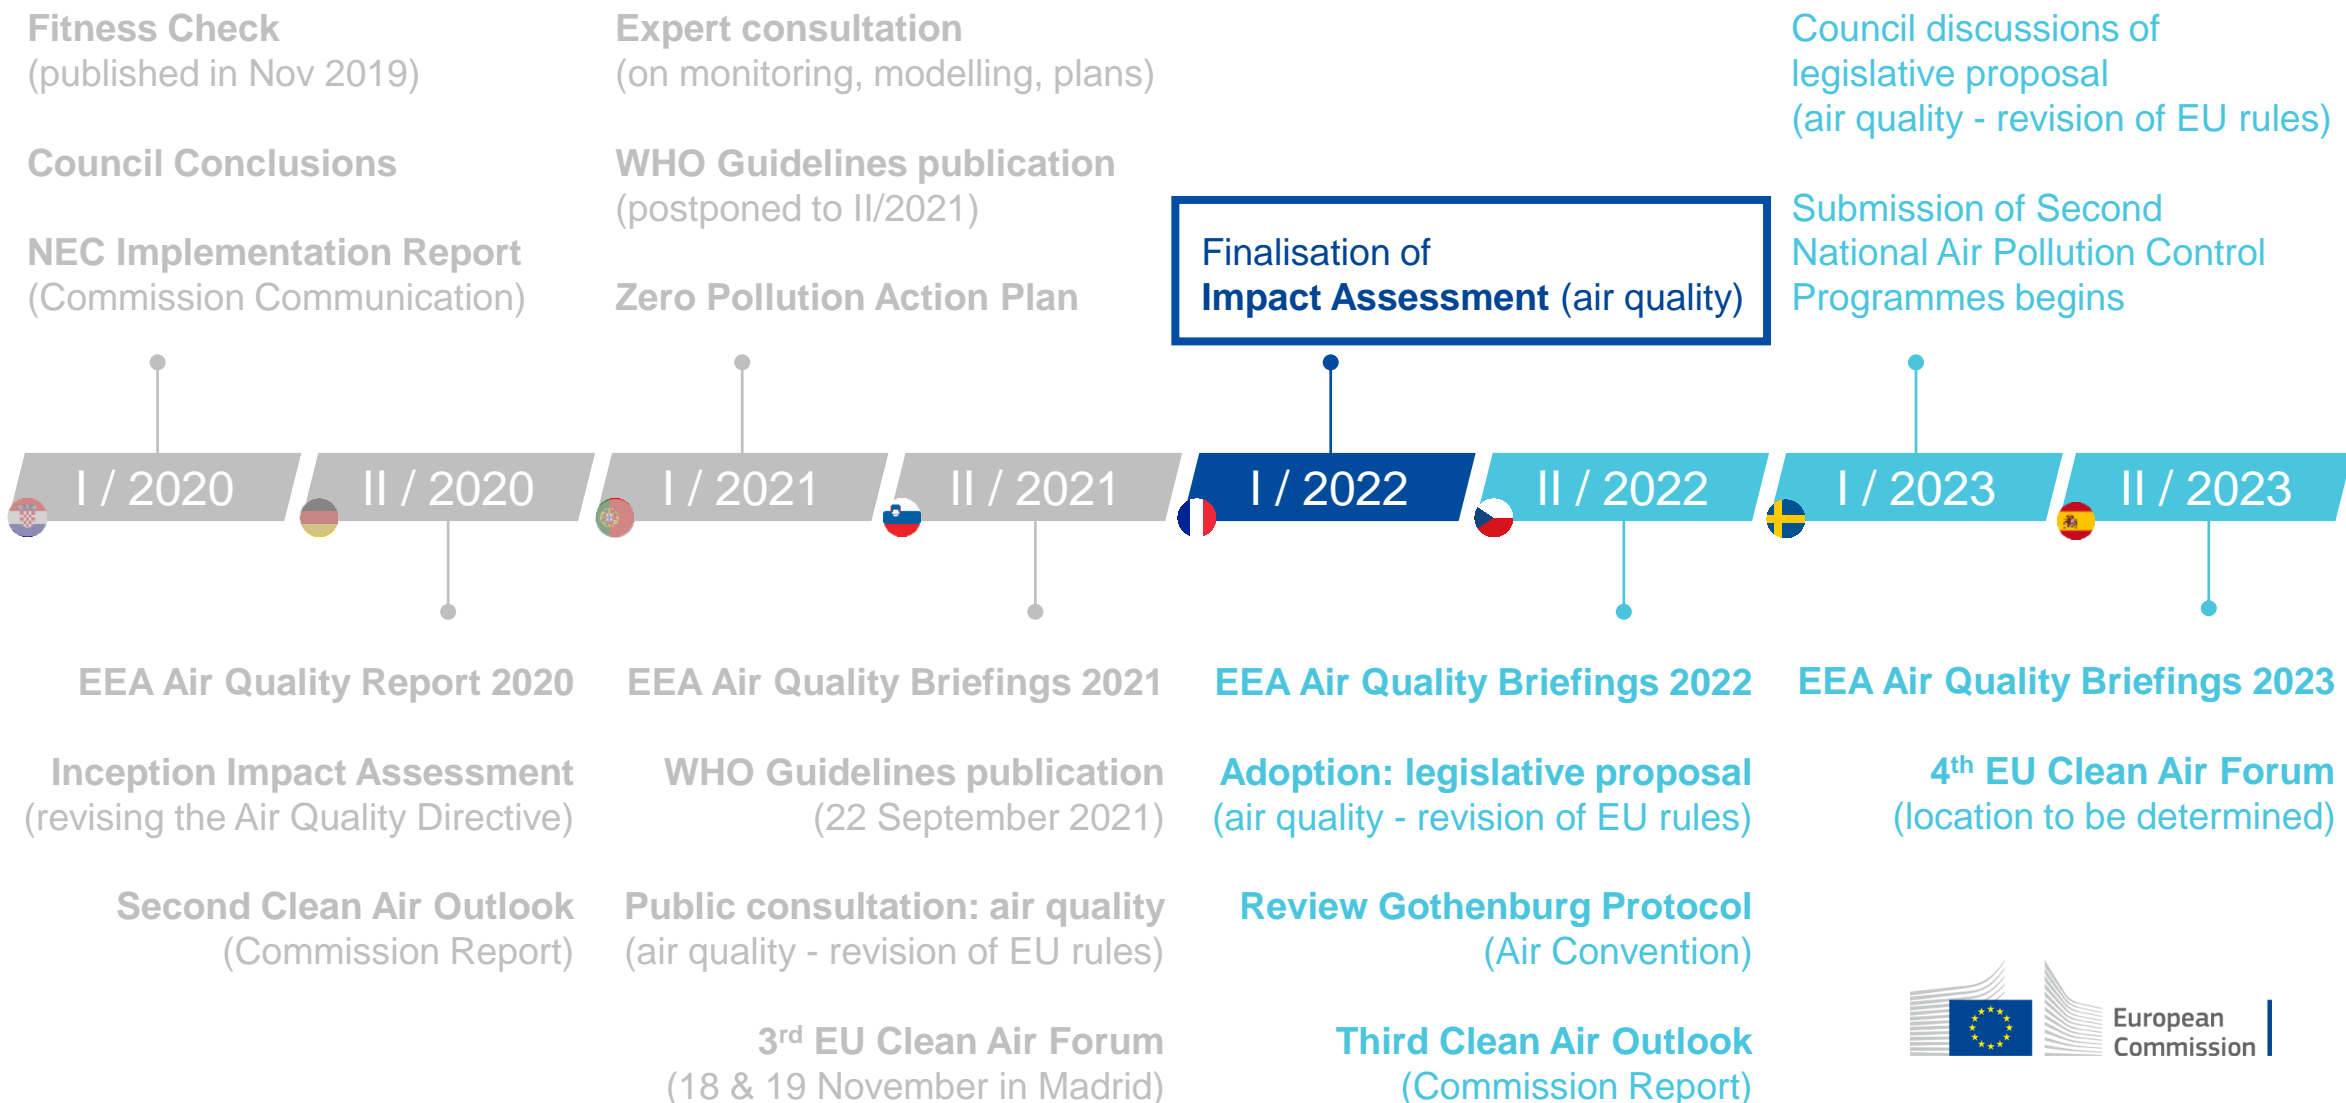 Fitness Check
(published in Nov 2019)
Council Conclusions
NEC Implementation Report
(Commission Communication)
Expert consultation
(on monitoring, modelling, plans)
WHO Guidelines publication
(postponed to II/2021)
Zero Pollution Action Plan
Finalisation of
Impact Assessment (air quality)
Council discussions of
legislative proposal
(air quality - revision of EU rules)
Submission of Second
National Air Pollution Control
Programmes begins
I / 2020
II / 2020
I / 2021
II / 2021
I / 2022
II / 2022
I / 2023
II / 2023
EEA Air Quality Report 2020
Inception Impact Assessment
(revising the Air Quality Directive)
Second Clean Air Outlook
(Commission Report)
EEA Air Quality Briefings 2021
WHO Guidelines publication
(22 September 2021)
Public consultation: air quality
(air quality - revision of EU rules)
3rd EU Clean Air Forum
(18 & 19 November in Madrid)
EEA Air Quality Briefings 2022
Adoption: legislative proposal
(air quality - revision of EU rules)
Review Gothenburg Protocol
(Air Convention)
Third Clean Air Outlook
(Commission Report)
EEA Air Quality Briefings 2023
4th EU Clean Air Forum
(location to be determined)
European
Commission